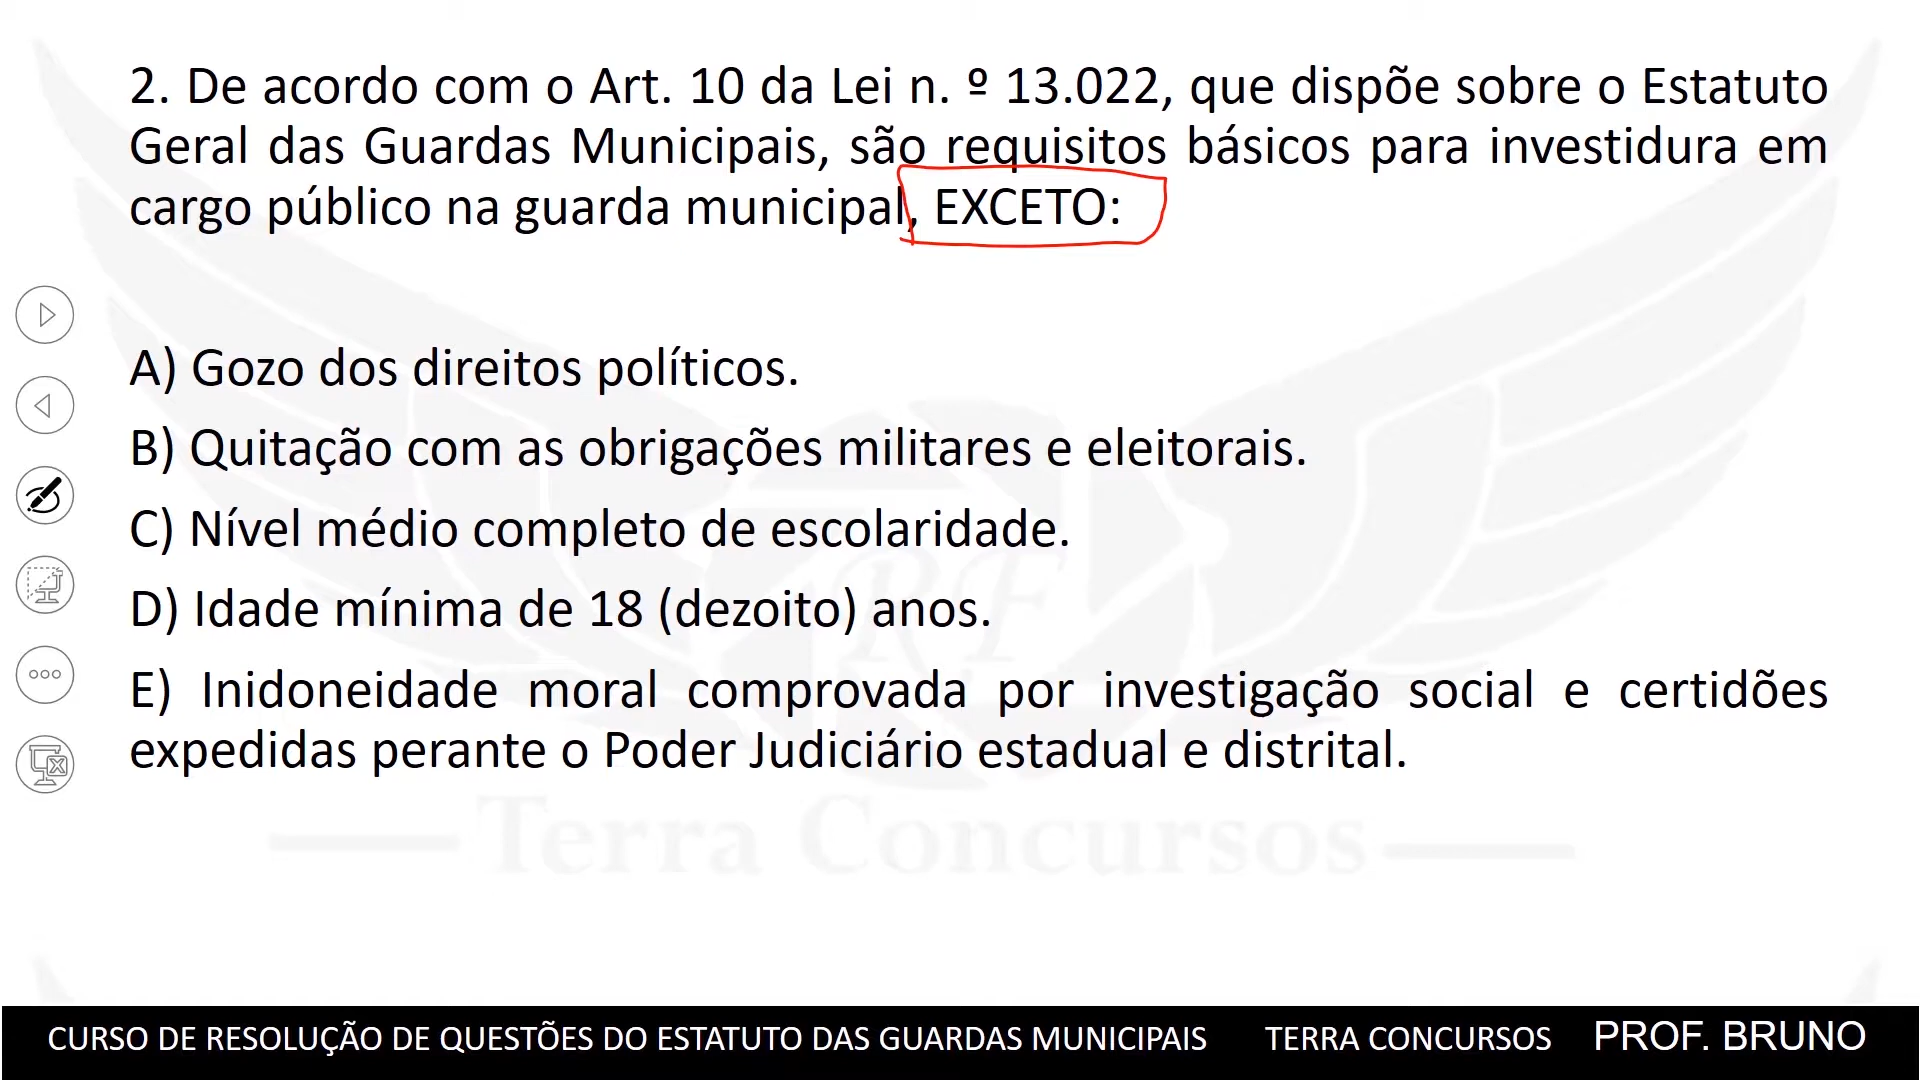 2. De acordo com o Art. 10 da Lei n. º 13.022, que dispõe sobre o Estatuto
Geral das Guardas Municipais, são requisitos básicos para investidura em
cargo público na guarda municipal, EXCETO:
A) Gozo dos direitos políticos.
B) Quitação com as obrigações militares e eleitorais.
C) Nível médio completo de escolaridade.
D) Idade mínima de 18 (dezoito) anos.
E) Inidoneidade moral comprovada por investigação social e certidões
expedidas perante o Poder Judiciário estadual e distrital.
RF
Terra Concursos
CURSO DE RESOLUÇÃO DE QUESTÕES DO ESTATUTO DAS GUARDAS MUNICIPAIS TERRA CONCURSOS PROF. BRUNO